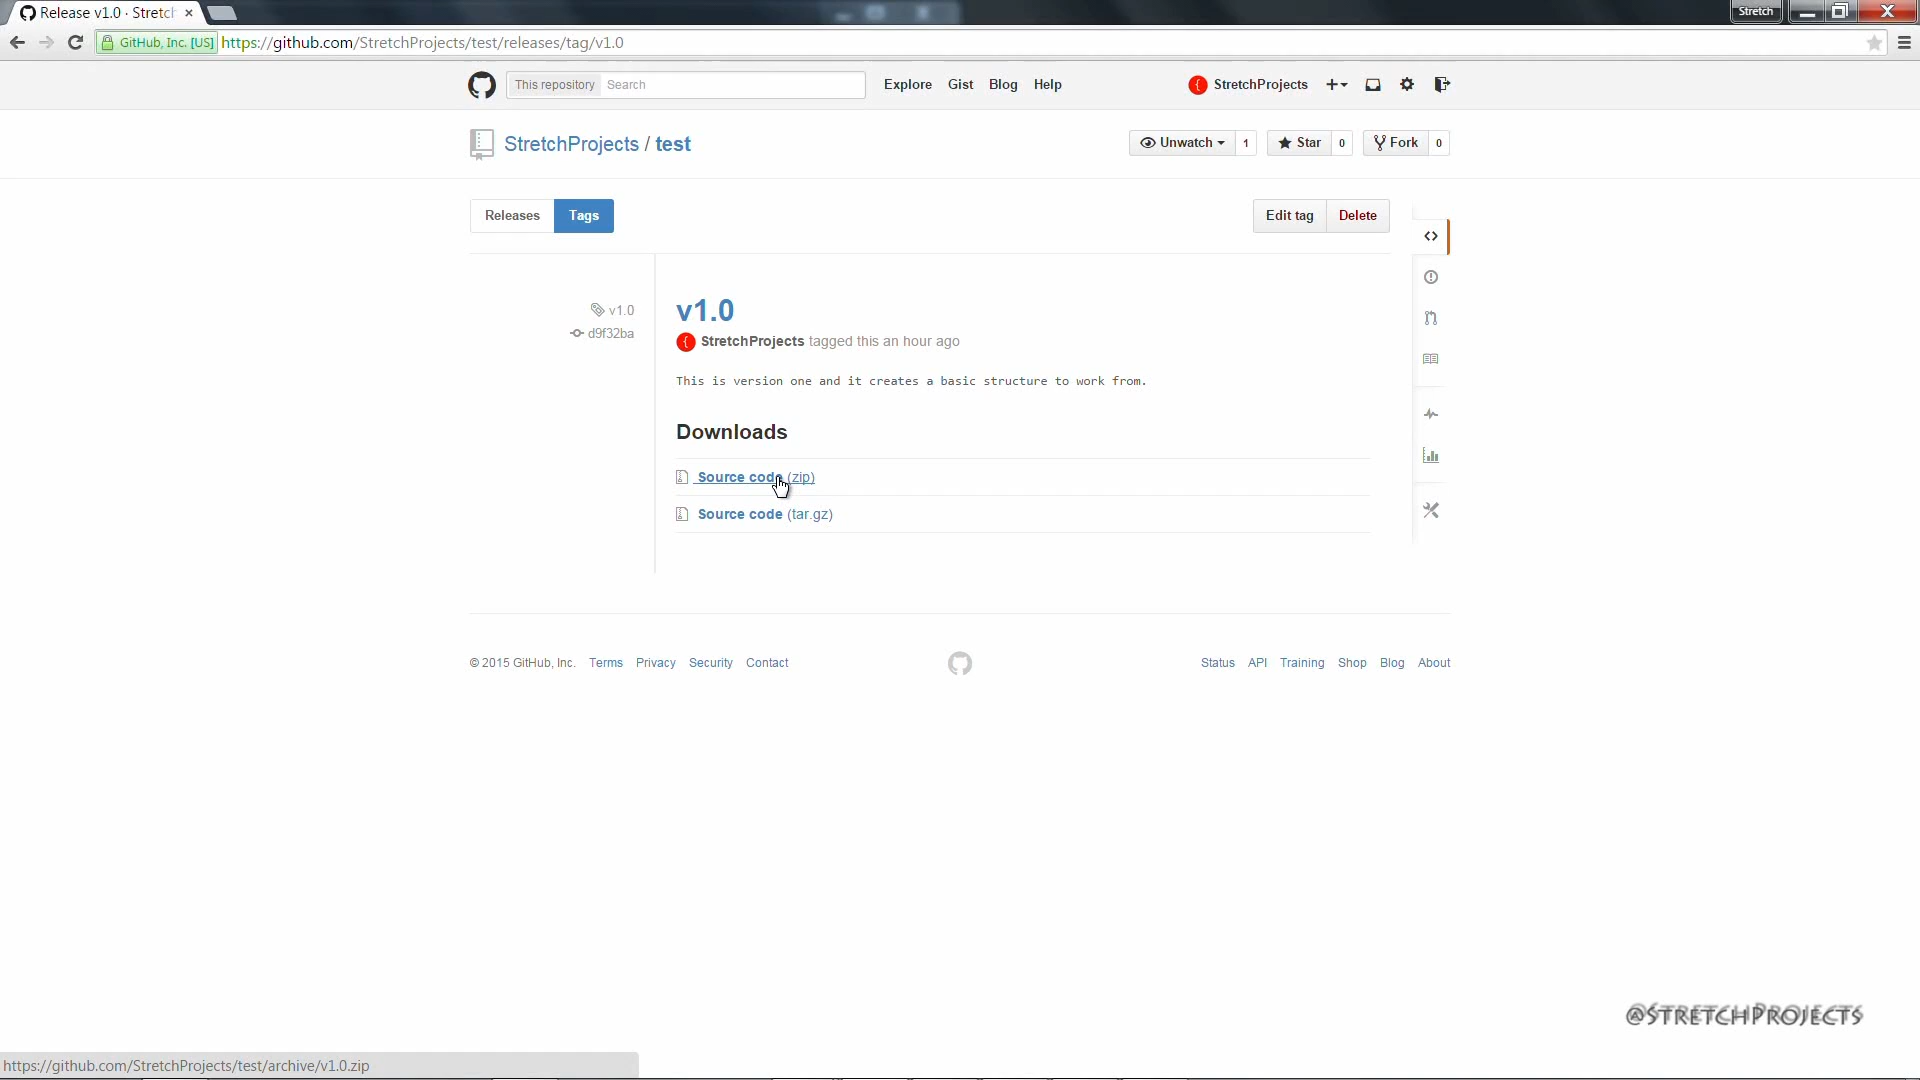 Release v1.0 · Stretch
Stretch
GitHub, Inc. [US] https://github.com/StretchProjects/test/releases/tag/v1.0
This repository Search Explore Gist Blog Help StretchProjects
StretchProjects / test Unwatch 1 Star 0 Fork 0
Releases Tags Edit tag Delete
v1.0
d9f32ba
v1.0
StretchProjects tagged this an hour ago
This is version one and it creates a basic structure to work from.
Downloads
Source code (zip)
Source code (tar.gz)
© 2015 GitHub, Inc. Terms Privacy Security Contact Status API Training Shop Blog About
@StretchProjects
https://github.com/StretchProjects/test/archive/v1.0.zip